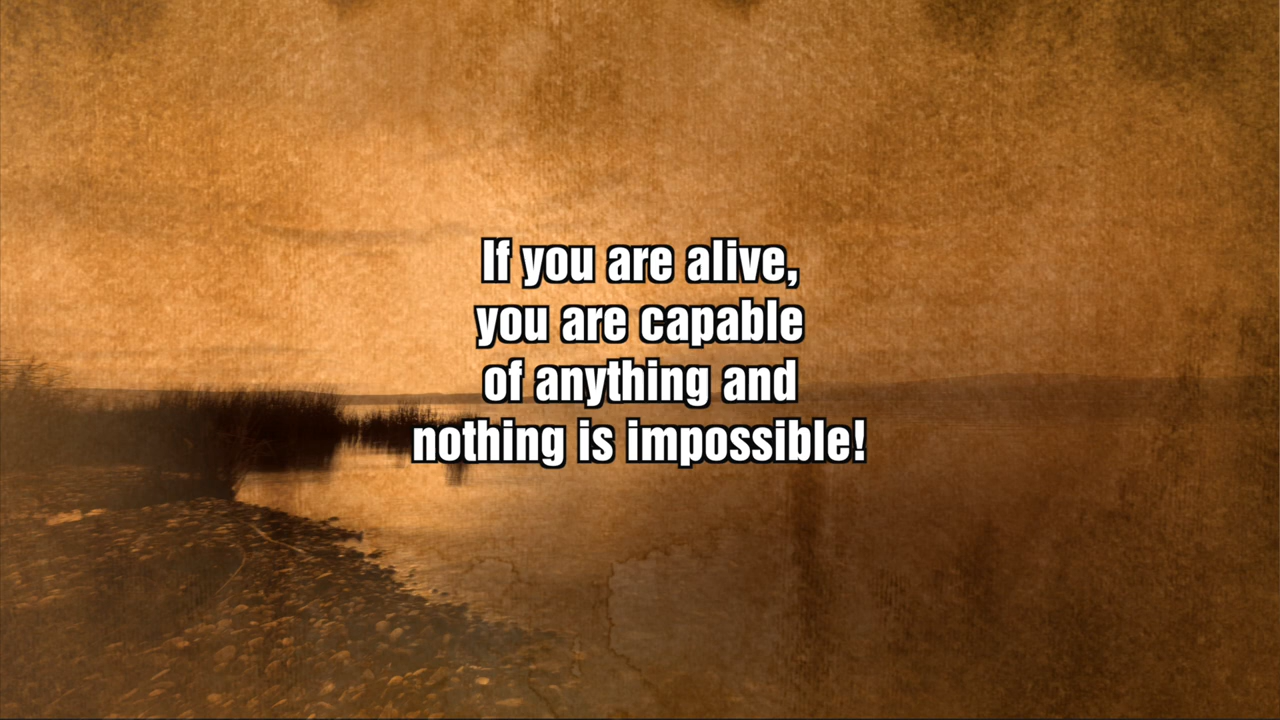 If you are alive,
you are capable
of anything and
nothing is impossible!